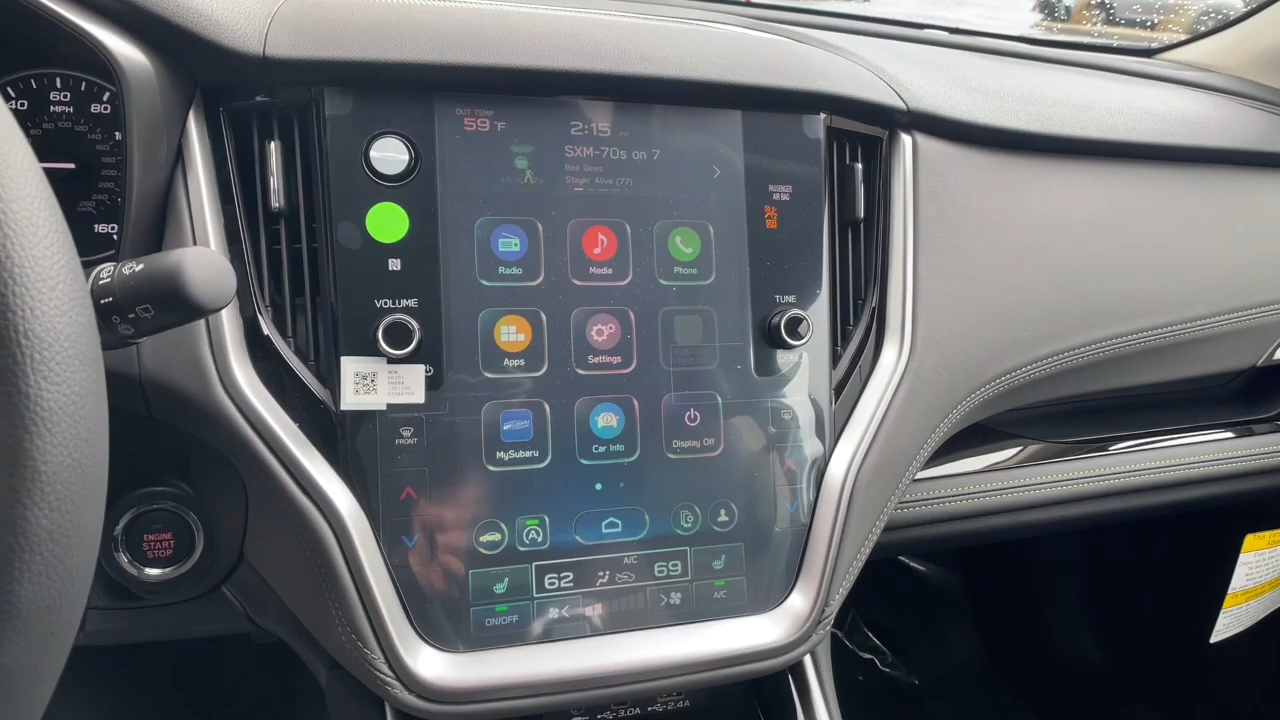 40 60 80
MPH
160
OUT TEMP
59 °F
2:15 PM
SXM-70s on 7
Bee Gees
Stayin' Alive (77)
PASSENGER
AIR BAG
Radio
Media
Phone
VOLUME
TUNE
Apps
Settings
MySubaru
Car Info
Display Off
FRONT
ENGINE
START
STOP
A
62
A/C
69
ON/OFF
A/C
3.0A
2.4A